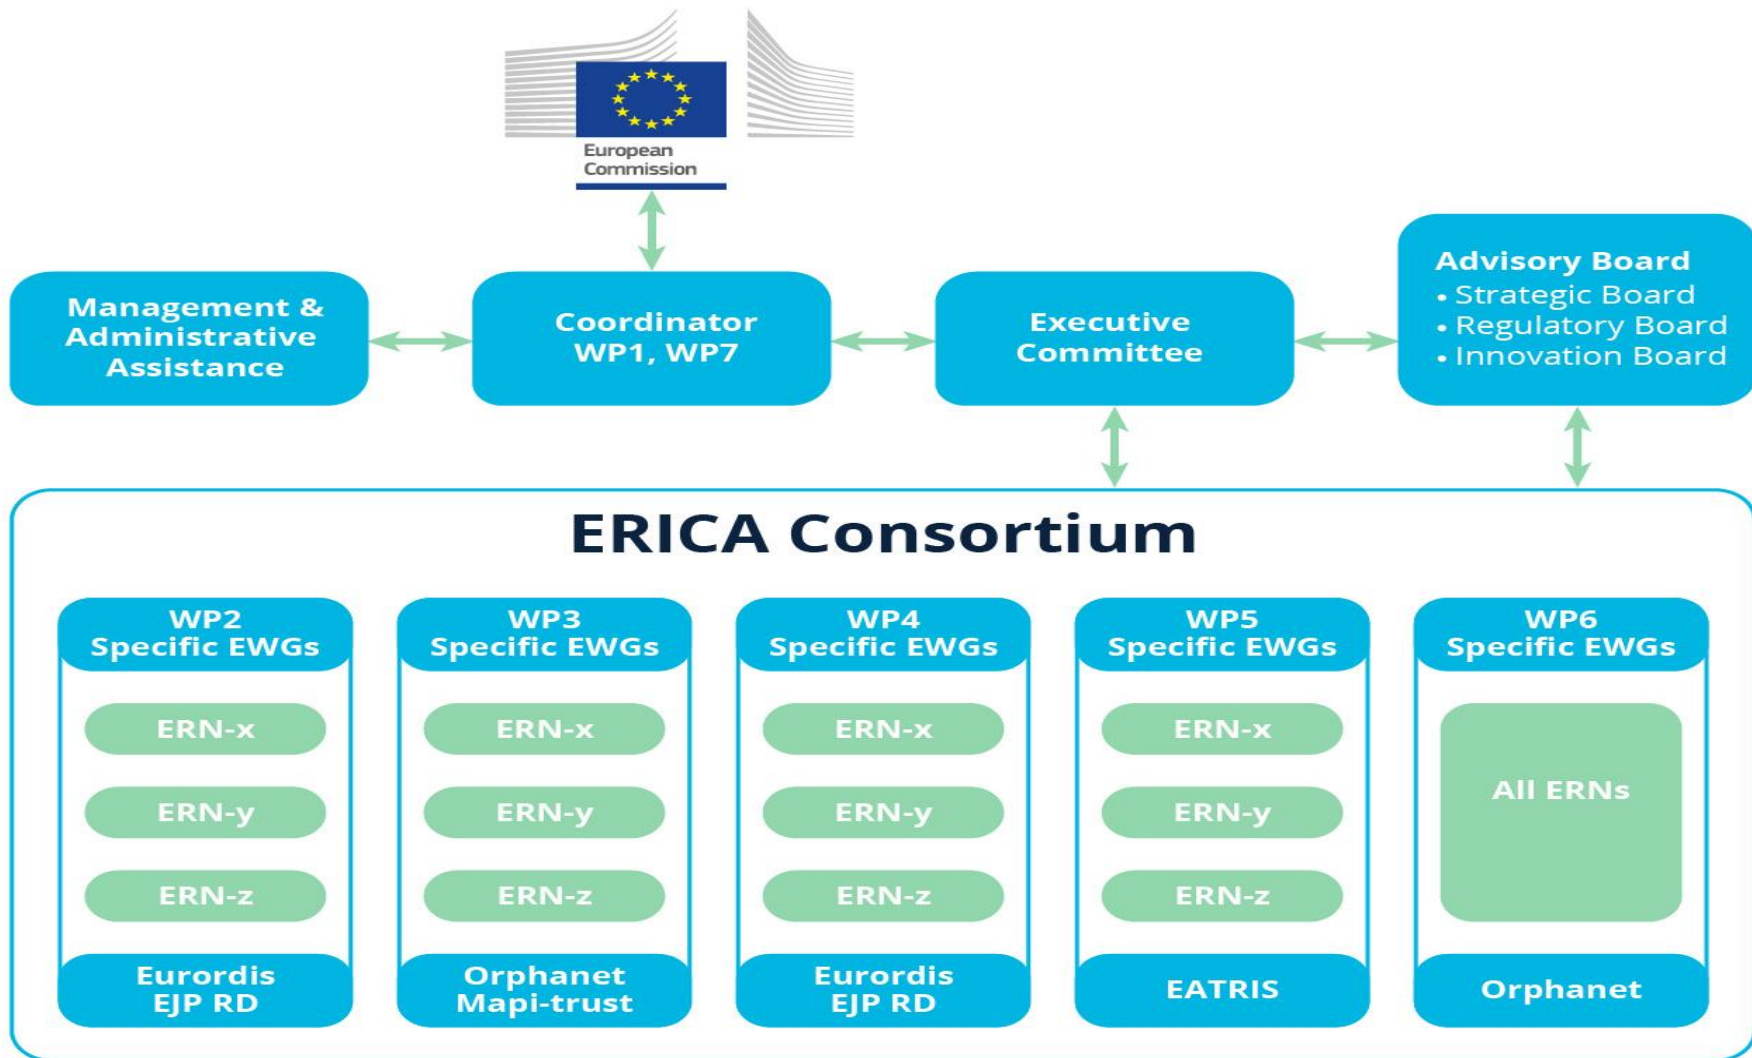 European
Commission
Management &
Administrative
Assistance
Coordinator
WP1, WP7
Executive
Committee
Advisory Board
• Strategic Board
• Regulatory Board
• Innovation Board
ERICA Consortium
WP2
Specific EWGs
ERN-x
ERN-y
ERN-z
Eurordis
EJP RD
WP3
Specific EWGs
ERN-x
ERN-y
ERN-z
Orphanet
Mapi-trust
WP4
Specific EWGs
ERN-x
ERN-y
ERN-z
Eurordis
EJP RD
WP5
Specific EWGs
ERN-x
ERN-y
ERN-z
EATRIS
WP6
Specific EWGs
All ERNs
Orphanet